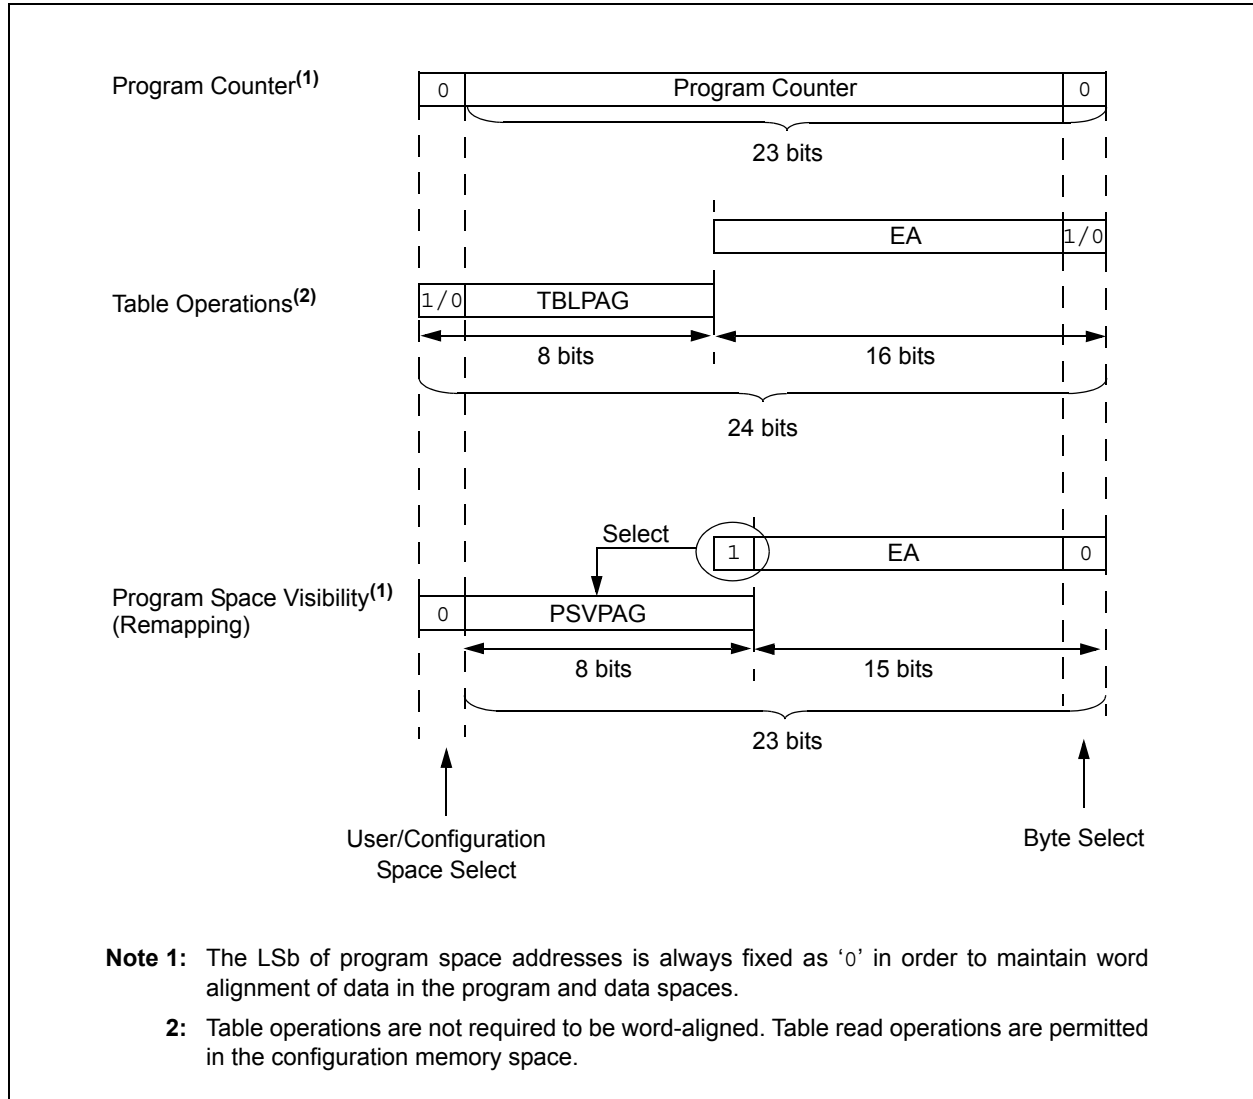 Program Counter(1)
0
Program Counter
0
23 bits
EA
1/0
Table Operations(2)
1/0
TBLPAG
8 bits
16 bits
24 bits
Select
1
EA
0
Program Space Visibility(1)
(Remapping)
0
PSVPAG
8 bits
15 bits
23 bits
User/Configuration
Space Select
Byte Select
Note 1: The LSb of program space addresses is always fixed as ‘0’ in order to maintain word
alignment of data in the program and data spaces.
2: Table operations are not required to be word-aligned. Table read operations are permitted
in the configuration memory space.